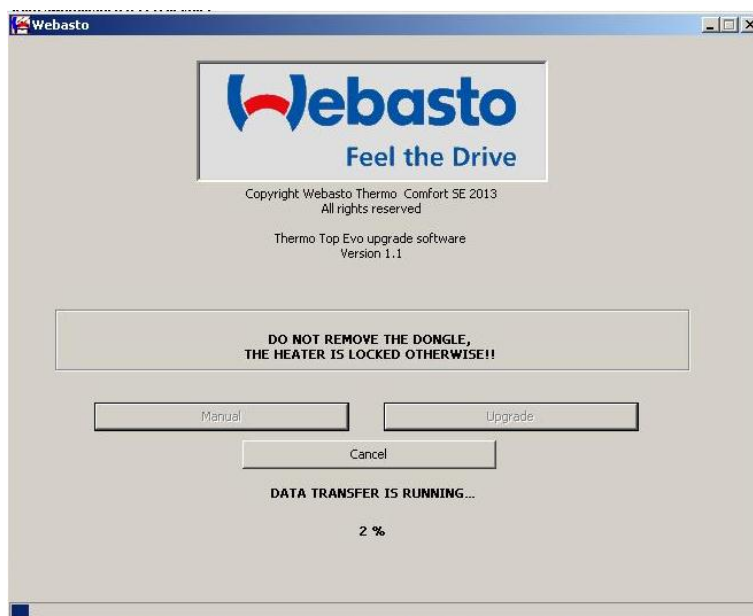 Webasto
Webasto
Feel the Drive
Copyright Webasto Thermo Comfort SE 2013
All rights reserved
Thermo Top Evo upgrade software
Version 1.1
DO NOT REMOVE THE DONGLE,
THE HEATER IS LOCKED OTHERWISE!!
Manual
Upgrade
Cancel
DATA TRANSFER IS RUNNING...
2 %